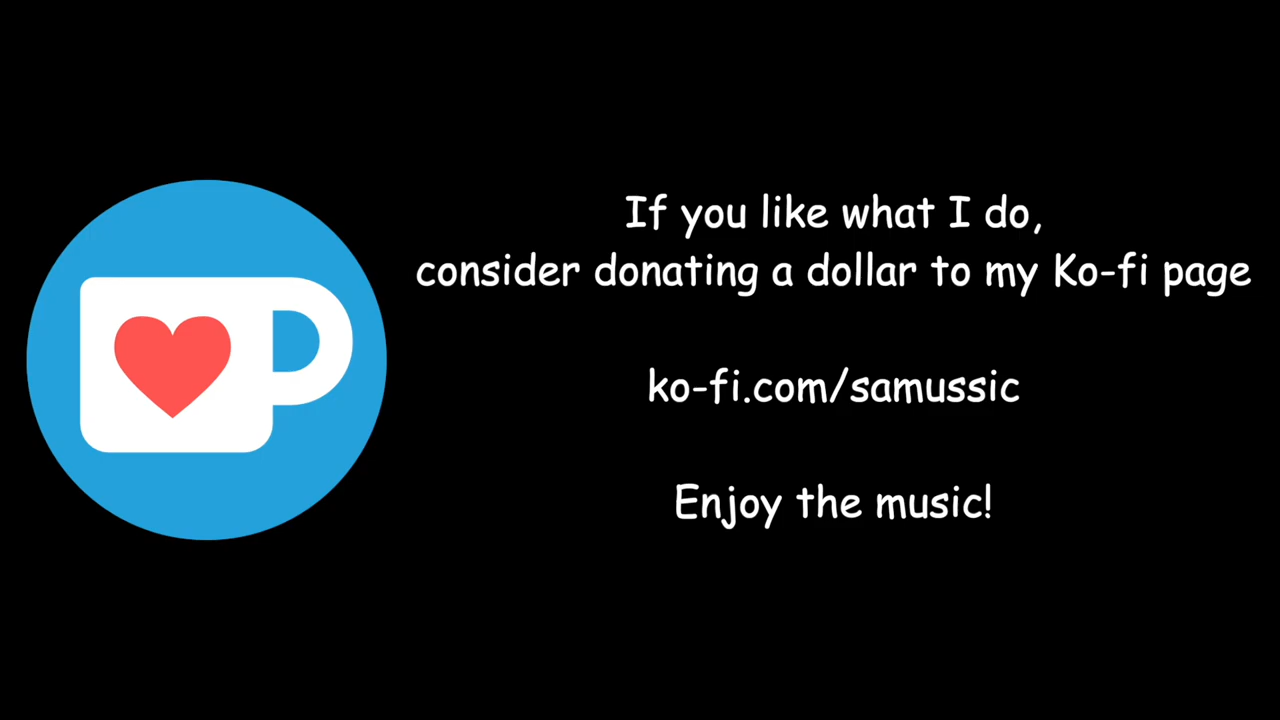 If you like what I do,
consider donating a dollar to my Ko-fi page
ko-fi.com/samussic
Enjoy the music!